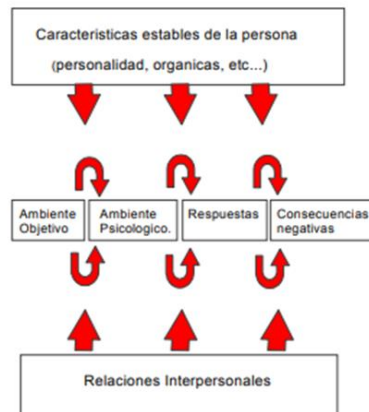 Caracteristicas estables de la persona
(personalidad, organicas, etc...)
Ambiente
Objetivo
Ambiente
Psicologico.
Respuestas
Consecuencias
negativas
Relaciones Interpersonales